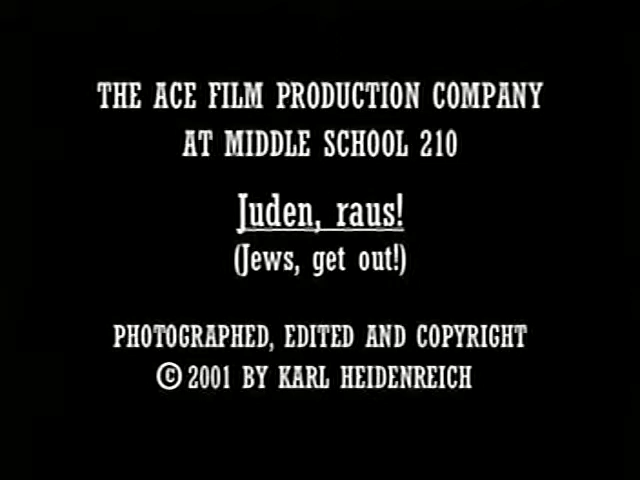 THE ACE FILM PRODUCTION COMPANY
AT MIDDLE SCHOOL 210
Juden, raus!
(Jews, get out!)
PHOTOGRAPHED, EDITED AND COPYRIGHT
© 2001 BY KARL HEIDENREICH